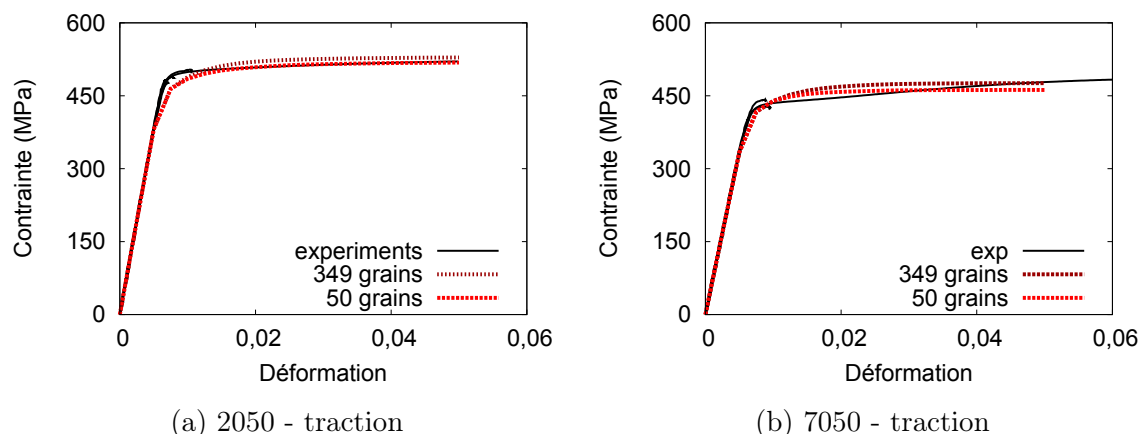 600
450
300
150
0
Contrainte (MPa)
experiments
349 grains
50 grains
0
0,02
0,04
0,06
Déformation
(a) 2050 - traction
600
450
300
150
0
Contrainte (MPa)
exp
349 grains
50 grains
0
0,02
0,04
0,06
Déformation
(b) 7050 - traction